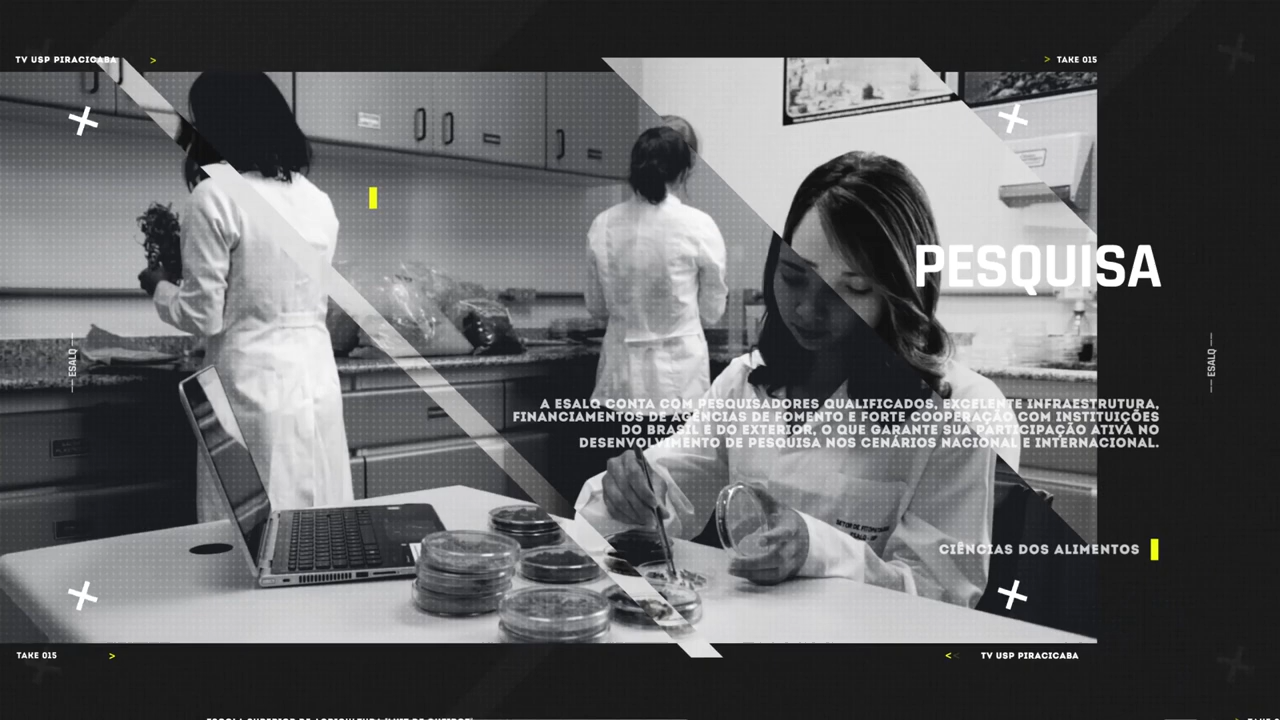 TV USP PIRACICABA
TAKE 015
PESQUISA
ESALQ
ESALQ
A ESALQ CONTA COM PESQUISADORES QUALIFICADOS, EXCELENTE INFRAESTRUTURA,
FINANCIAMENTOS DE AGÊNCIAS DE FOMENTO E FORTE COOPERAÇÃO COM INSTITUIÇÕES
DO BRASIL E DO EXTERIOR, O QUE GARANTE SUA PARTICIPAÇÃO ATIVA NO
DESENVOLVIMENTO DE PESQUISA NOS CENÁRIOS NACIONAL E INTERNACIONAL.
CIÊNCIAS DOS ALIMENTOS
TAKE 015
TV USP PIRACICABA